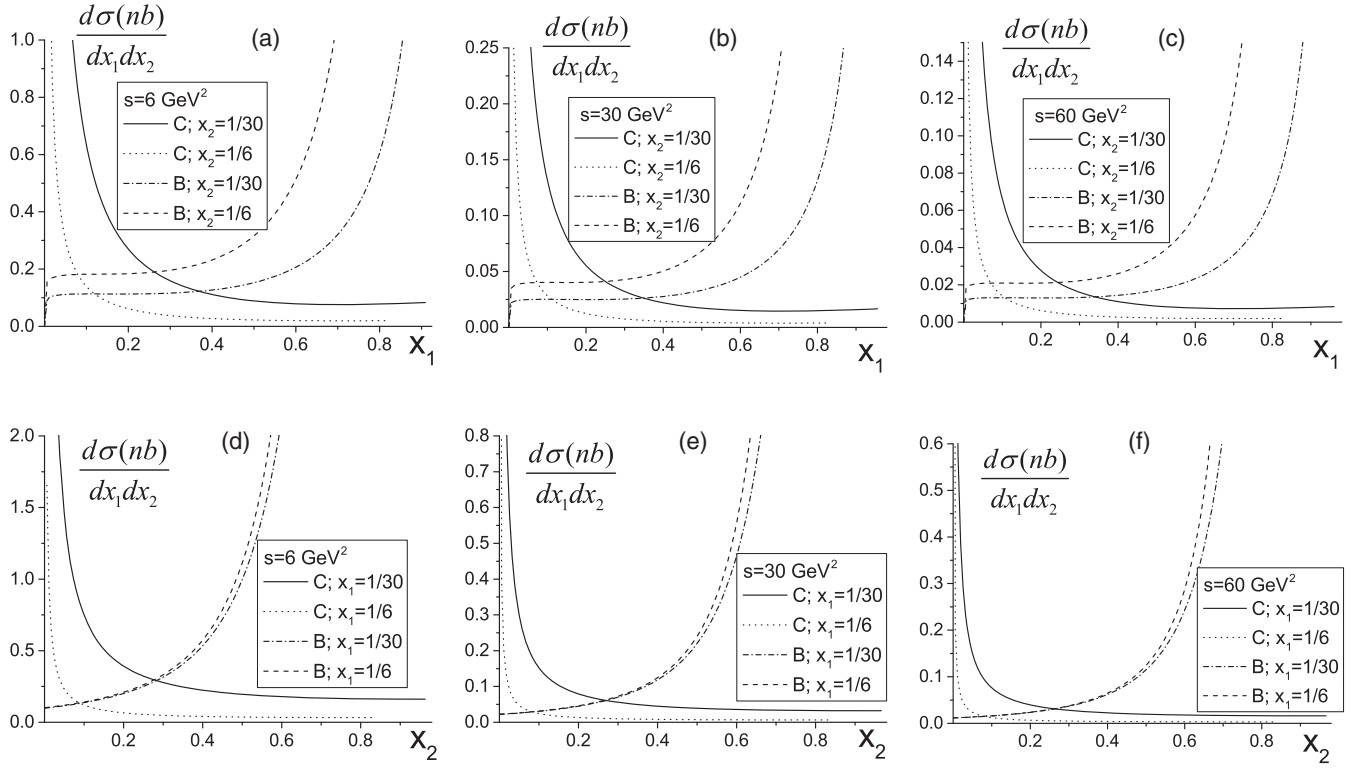 (a)
dσ(nb)
dx₁dx₂
1.0
0.8
0.6
0.4
0.2
0.0
s=6 GeV²
C; x₂=1/30
C; x₂=1/6
B; x₂=1/30
B; x₂=1/6
0.2 0.4 0.6 0.8
x₁
(b)
dσ(nb)
dx₁dx₂
0.25
0.20
0.15
0.10
0.05
0.00
s=30 GeV²
C; x₂=1/30
C; x₂=1/6
B; x₂=1/30
B; x₂=1/6
0.2 0.4 0.6 0.8
x₁
(c)
dσ(nb)
dx₁dx₂
0.14
0.12
0.10
0.08
0.06
0.04
0.02
0.00
s=60 GeV²
C; x₂=1/30
C; x₂=1/6
B; x₂=1/30
B; x₂=1/6
0.2 0.4 0.6 0.8
x₁
(d)
dσ(nb)
dx₁dx₂
2.0
1.5
1.0
0.5
0.0
s=6 GeV²
C; x₁=1/30
C; x₁=1/6
B; x₁=1/30
B; x₁=1/6
0.2 0.4 0.6 0.8
x₂
(e)
dσ(nb)
dx₁dx₂
0.8
0.7
0.6
0.5
0.4
0.3
0.2
0.1
0.0
s=30 GeV²
C; x₁=1/30
C; x₁=1/6
B; x₁=1/30
B; x₁=1/6
0.2 0.4 0.6 0.8
x₂
(f)
dσ(nb)
dx₁dx₂
0.6
0.5
0.4
0.3
0.2
0.1
0.0
s=60 GeV²
C; x₁=1/30
C; x₁=1/6
B; x₁=1/30
B; x₁=1/6
0.2 0.4 0.6 0.8
x₂